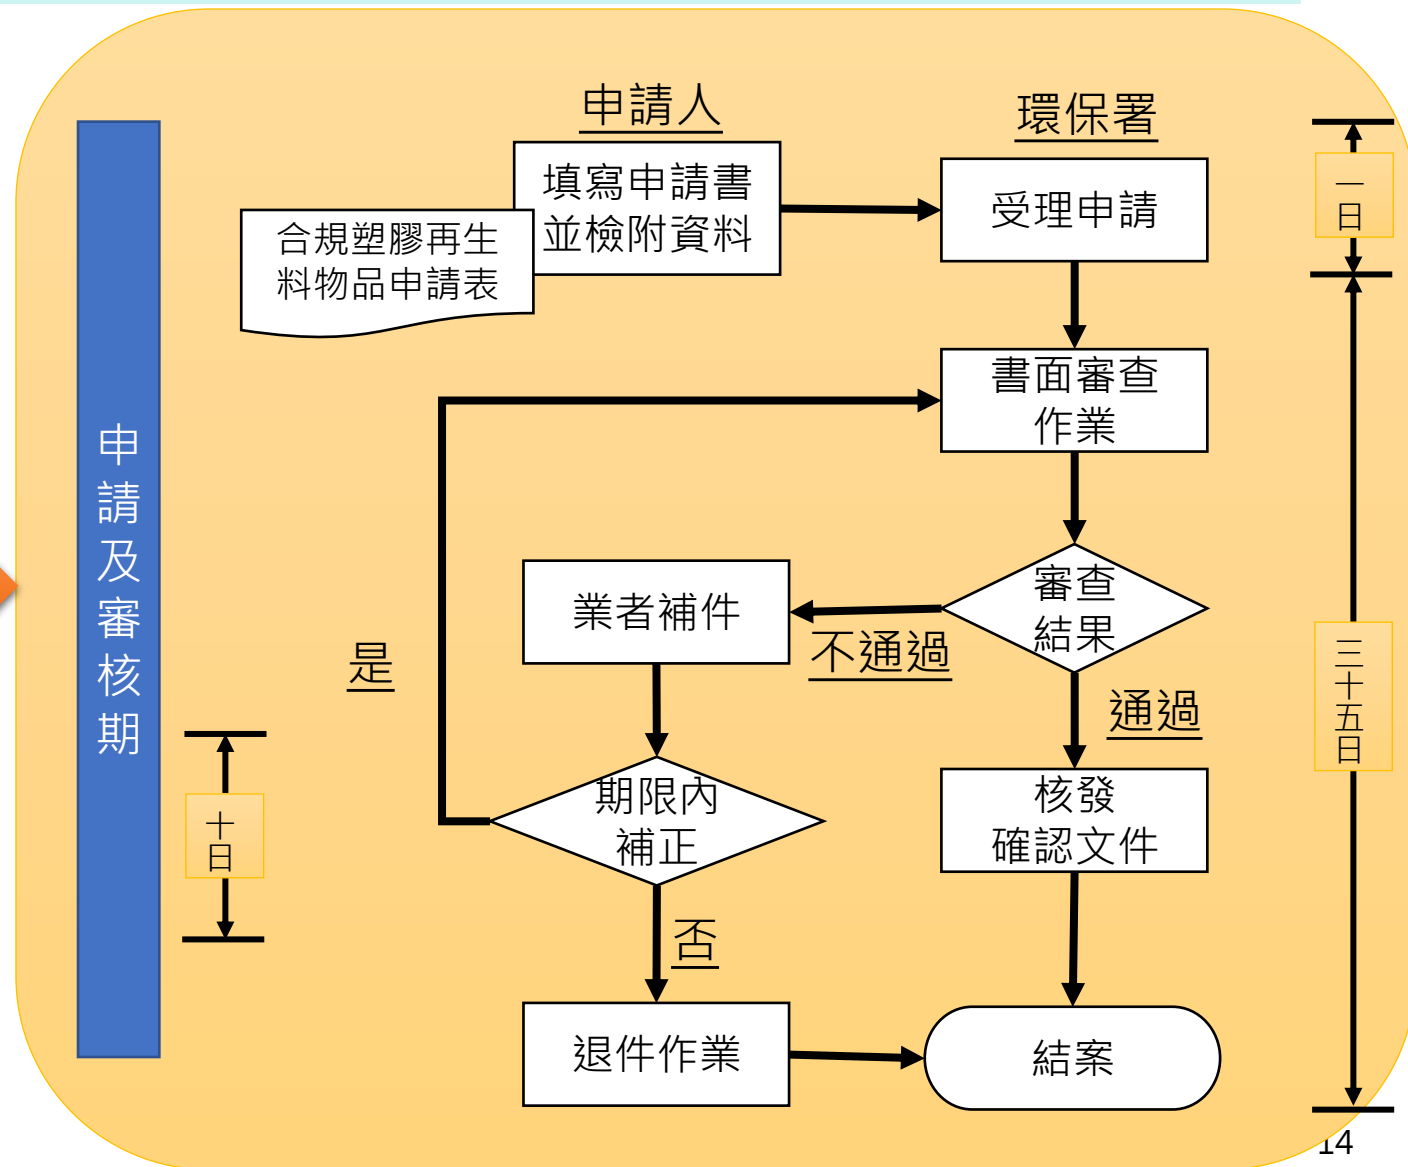 申請人
環保署
填寫申請書
並檢附資料
合規塑膠再生
料物品申請表
受理申請
一日
書面審查
作業
申請及審核期
審查
結果
業者補件
不通過
是
通過
三十五日
十日
期限內
補正
核發
確認文件
否
退件作業
結案
14